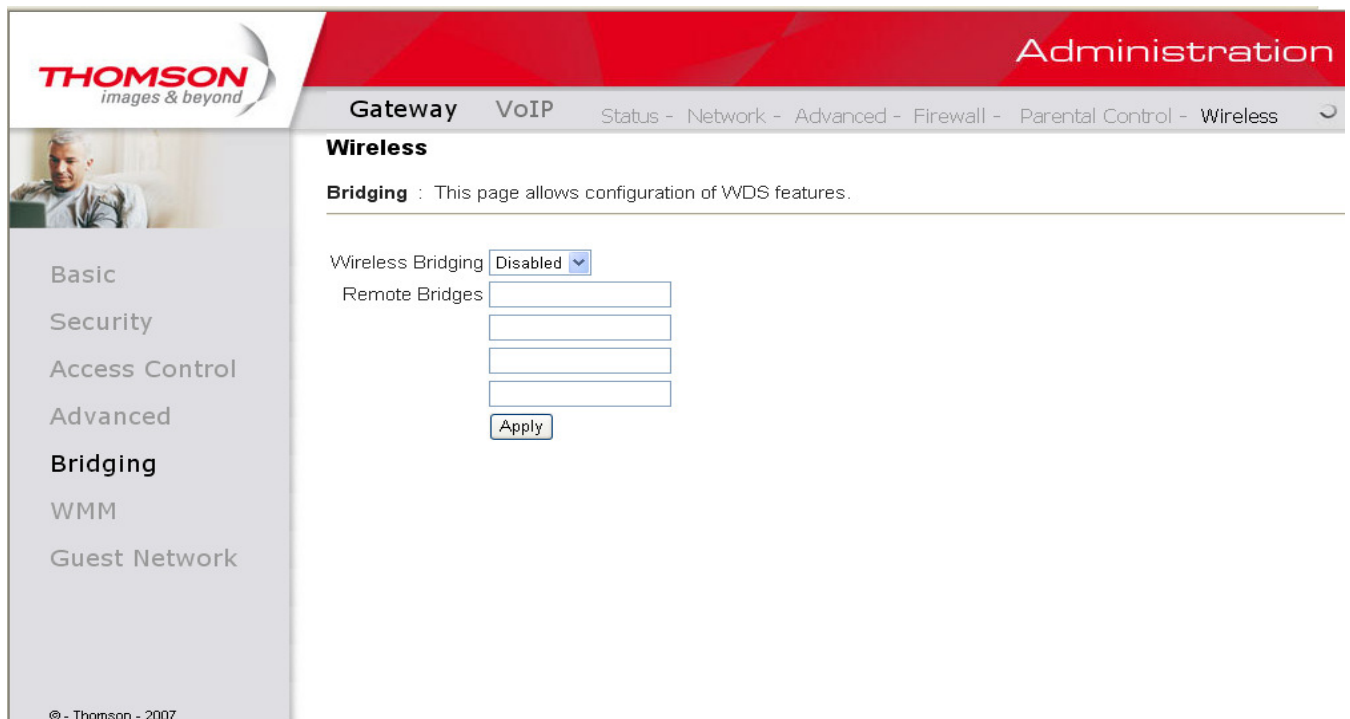 Administration
THOMSON
images & beyond
Gateway VoIP Status - Network - Advanced - Firewall - Parental Control - Wireless
Wireless
Bridging : This page allows configuration of WDS features.
Wireless Bridging Disabled
Remote Bridges
Apply
Basic
Security
Access Control
Advanced
Bridging
WMM
Guest Network
© - Thomson - 2007